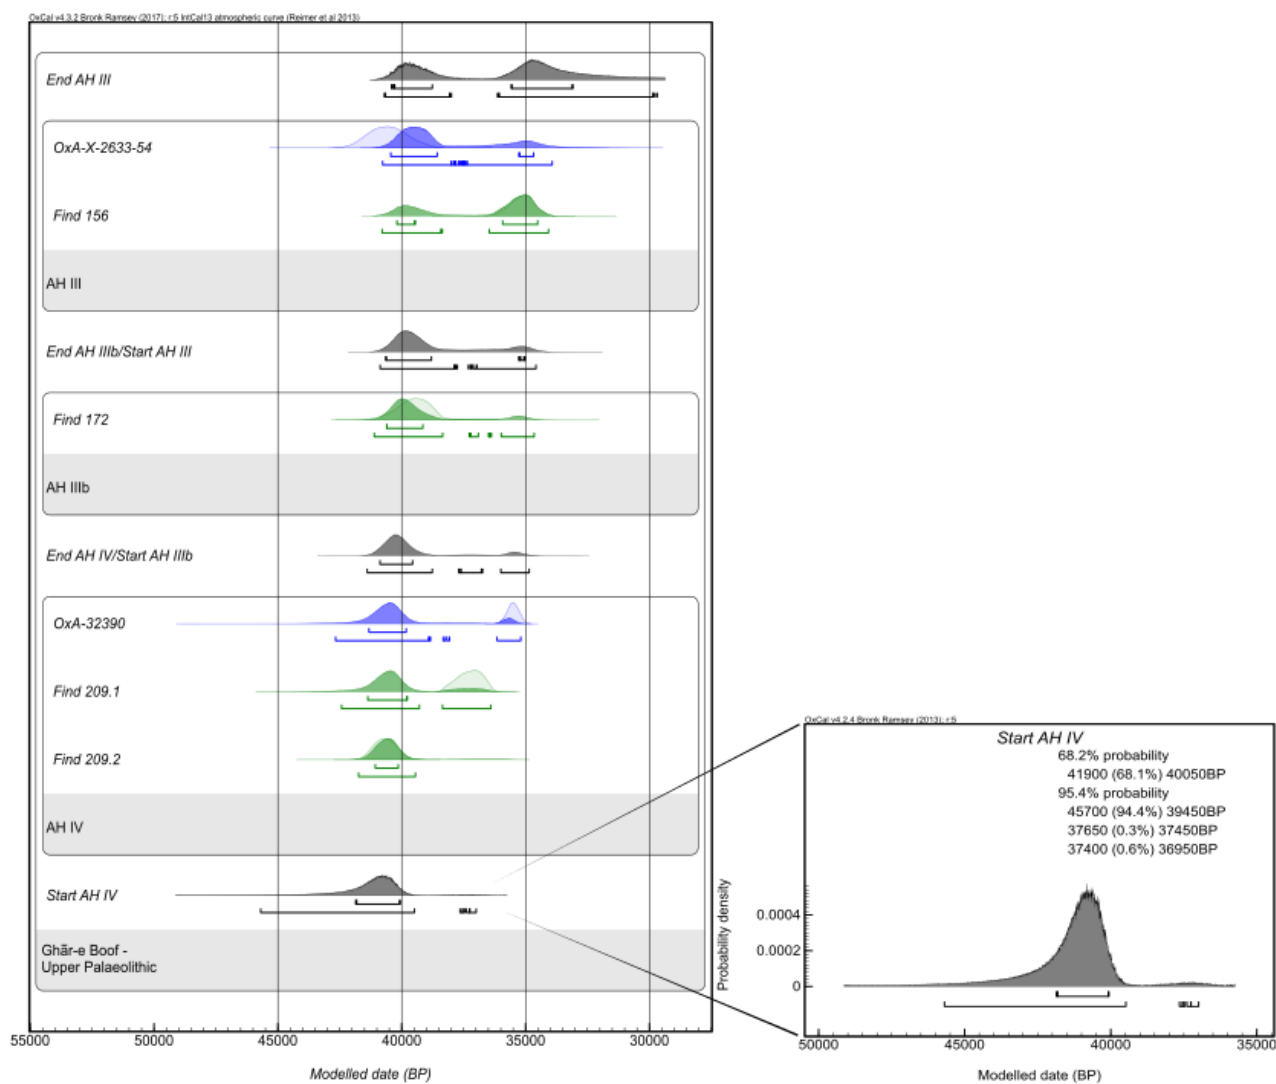 OxCal v4.3.2 Bronk Ramsey (2017); r:5 IntCal13 atmospheric curve (Reimer et al 2013)
End AH III
OxA-X-2633-54
Find 156
AH III
End AH IIIb/Start AH III
Find 172
AH IIIb
End AH IV/Start AH IIIb
OxA-32390
Find 209.1
Find 209.2
AH IV
Start AH IV
Ghār-e Boof -
Upper Palaeolithic
55000 50000 45000 40000 35000 30000
Modelled date (BP)
OxCal v4.2.4 Bronk Ramsey (2013); r:5
Start AH IV
68.2% probability
41900 (68.1%) 40050BP
95.4% probability
45700 (94.4%) 39450BP
37650 (0.3%) 37450BP
37400 (0.6%) 36950BP
Probability density
0.0004
0.0002
0
50000 45000 40000 35000
Modelled date (BP)